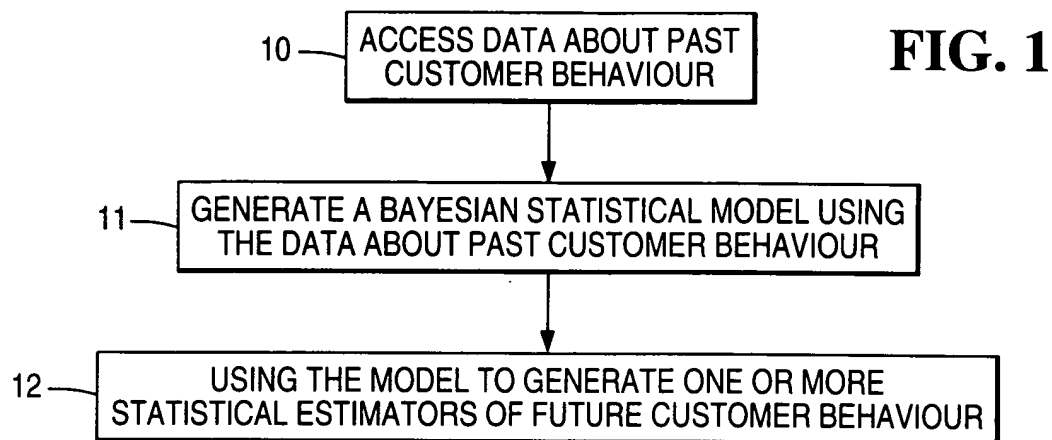 FIG. 1
10
ACCESS DATA ABOUT PAST
CUSTOMER BEHAVIOUR
11
GENERATE A BAYESIAN STATISTICAL MODEL USING
THE DATA ABOUT PAST CUSTOMER BEHAVIOUR
12
USING THE MODEL TO GENERATE ONE OR MORE
STATISTICAL ESTIMATORS OF FUTURE CUSTOMER BEHAVIOUR